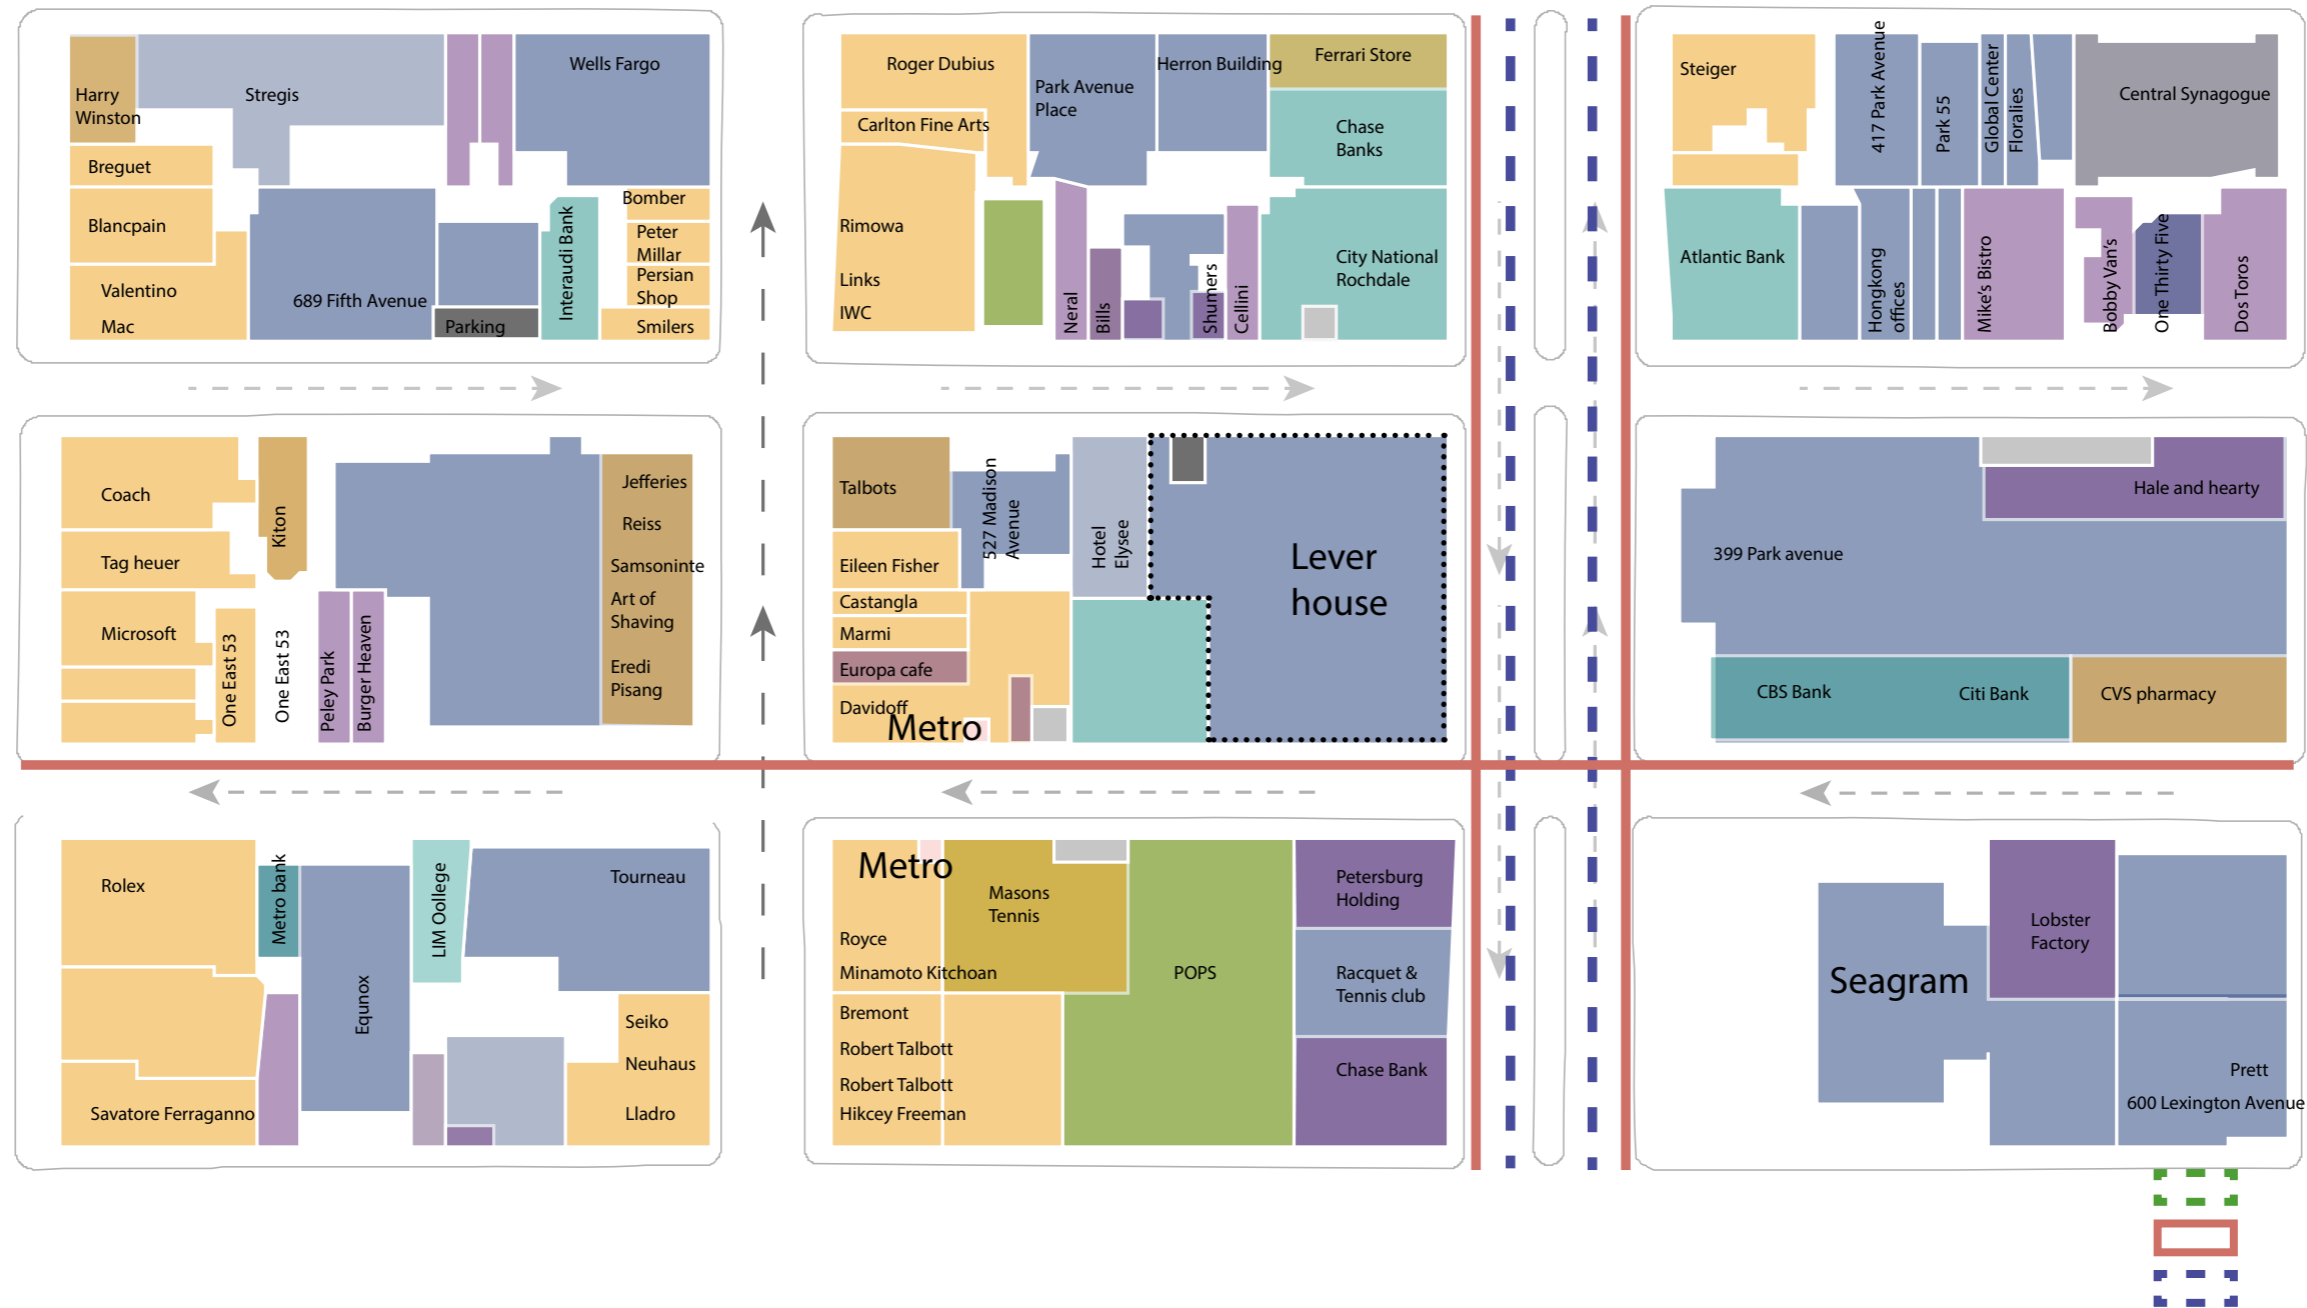 Harry
Winston
Stregis
Wells Fargo
Breguet
Blancpain
Valentino
Mac
689 Fifth Avenue
Parking
Interaudi Bank
Bomber
Peter
Millar
Persian
Shop
Smilers
Roger Dubius
Carlton Fine Arts
Park Avenue
Place
Herron Building
Ferrari Store
Chase
Banks
Rimowa
Links
IWC
Neral
Bills
Shumers
Cellini
City National
Rochdale
Steiger
417 Park Avenue
Park 55
Global Center
Floralies
Central Synagogue
Atlantic Bank
Hongkong
offices
Mike's Bistro
Bobby Van's
One Thirty Five
Dos Toros
Coach
Kiton
Tag heuer
Microsoft
One East 53
One East 53
Peley Park
Burger Heaven
Jefferies
Reiss
Samsoninte
Art of
Shaving
Eredi
Pisang
Talbots
527 Madison
Avenue
Hotel
Elysee
Eileen Fisher
Castangla
Marmi
Europa cafe
Davidoff
Metro
Lever
house
Hale and hearty
399 Park avenue
CBS Bank
Citi Bank
CVS pharmacy
Rolex
Metro bank
Equnox
LIM Oollege
Tourneau
Savatore Ferraganno
Seiko
Neuhaus
Lladro
Metro
Masons
Tennis
Royce
Minamoto Kitchoan
Bremont
Robert Talbott
Robert Talbott
Hikcey Freeman
POPS
Petersburg
Holding
Racquet &
Tennis club
Chase Bank
Seagram
Lobster
Factory
Prett
600 Lexington Avenue